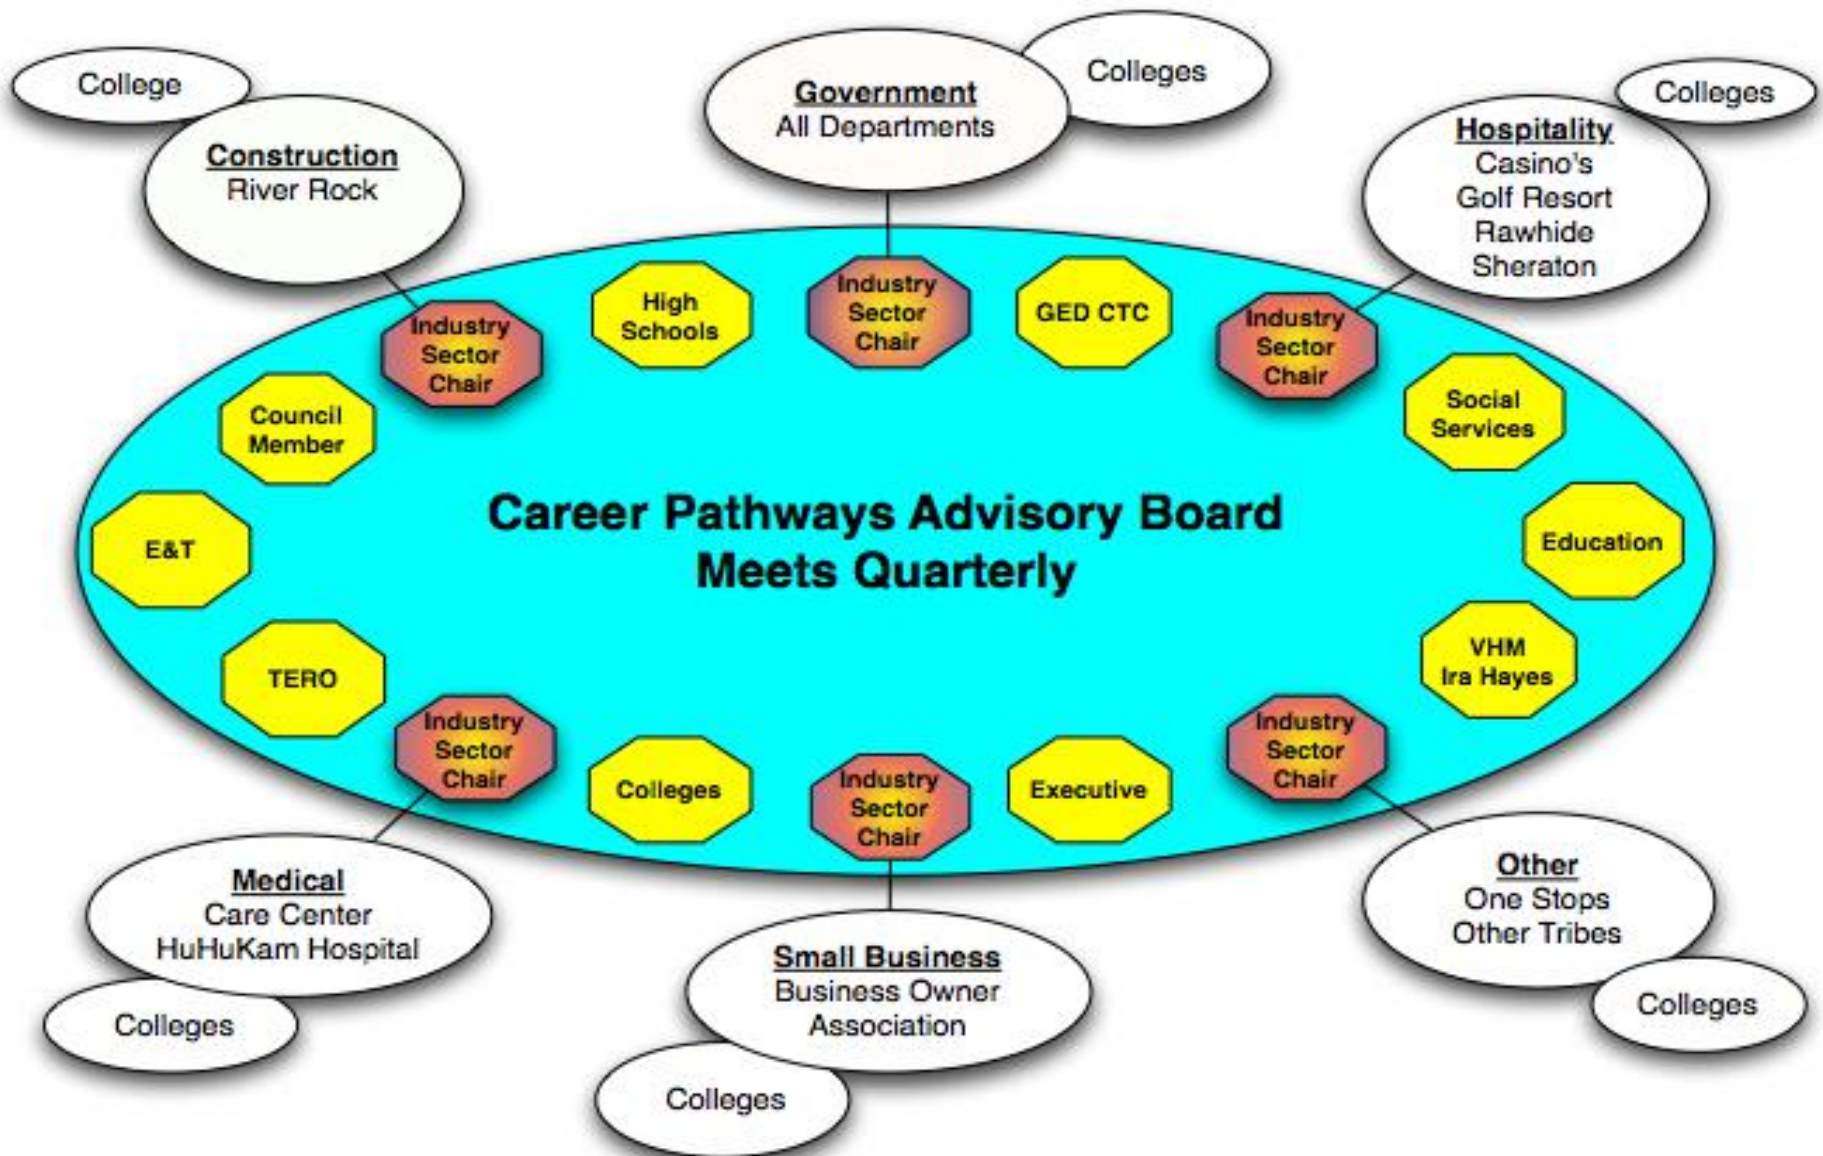 College
Construction
River Rock
Government
All Departments
Colleges
Hospitality
Casino's
Golf Resort
Rawhide
Sheraton
Colleges
Industry
Sector
Chair
High
Schools
Industry
Sector
Chair
GED CTC
Industry
Sector
Chair
Council
Member
Social
Services
E&T
Career Pathways Advisory Board
Meets Quarterly
Education
TERO
VHM
Ira Hayes
Industry
Sector
Chair
Colleges
Industry
Sector
Chair
Executive
Industry
Sector
Chair
Medical
Care Center
HuHuKam Hospital
Colleges
Small Business
Business Owner
Association
Colleges
Other
One Stops
Other Tribes
Colleges